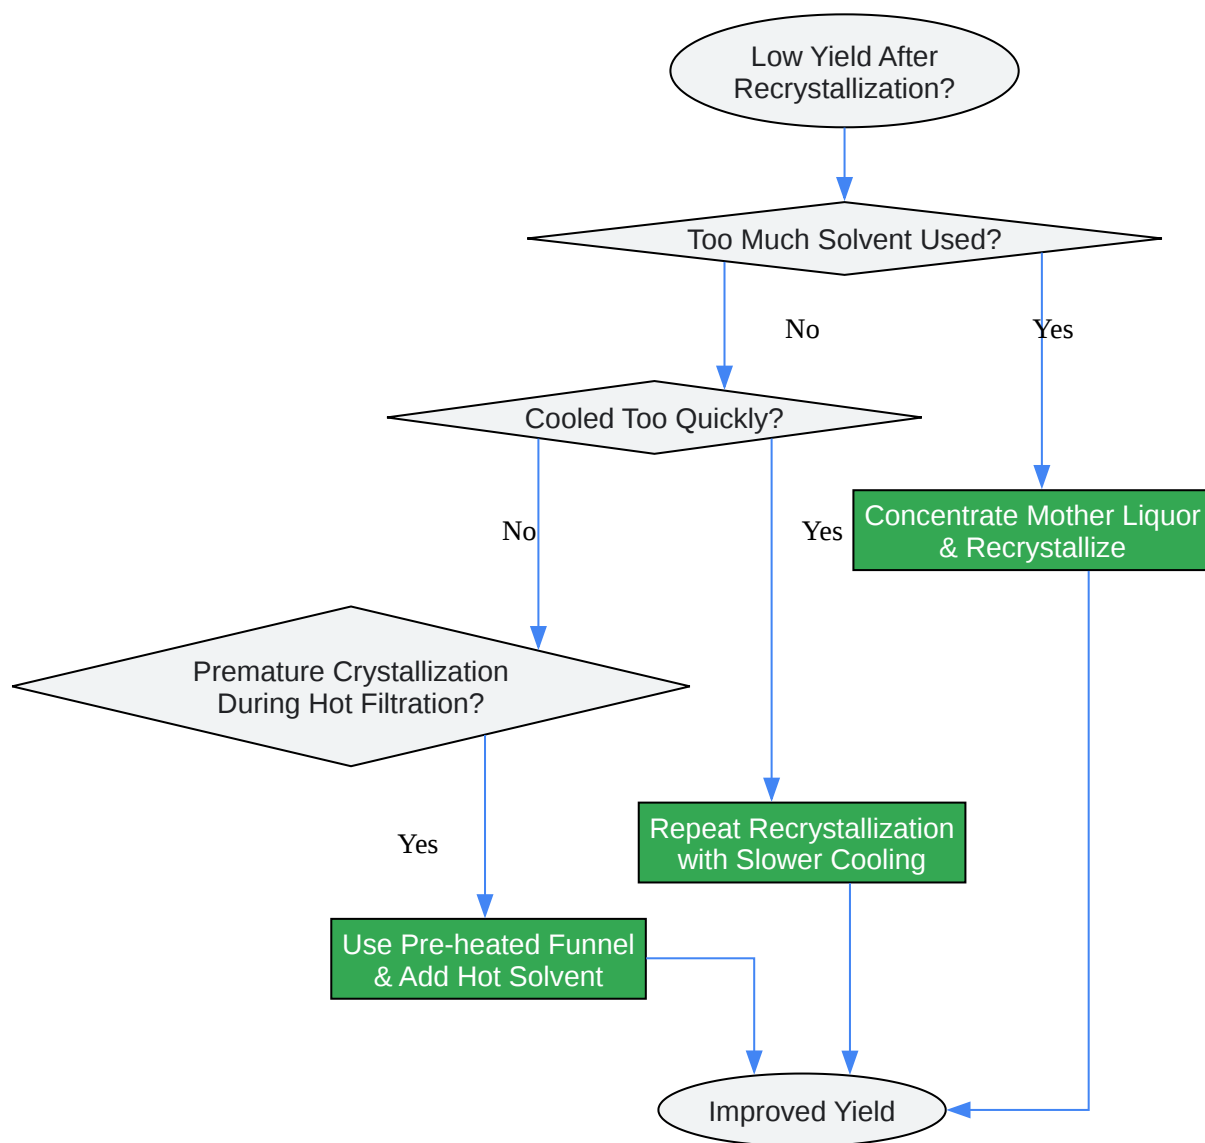 Low Yield After
Recrystallization?
Too Much Solvent Used?
No
Yes
Cooled Too Quickly?
No
Yes
Concentrate Mother Liquor
& Recrystallize
Premature Crystallization
During Hot Filtration?
Yes
Repeat Recrystallization
with Slower Cooling
Use Pre-heated Funnel
& Add Hot Solvent
Improved Yield